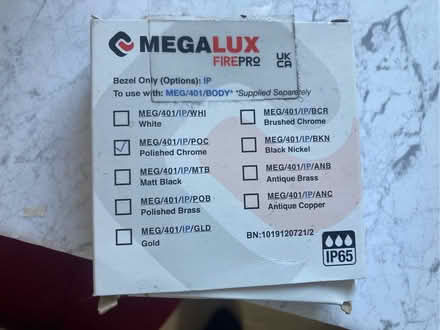 MEGALUX
FIREPRO
UK
CA
Bezel Only (Options): IP
To use with: MEG/401/BODY* *Supplied Separately
MEG/401/IP/WHI
White
MEG/401/IP/POC
Polished Chrome
MEG/401/IP/MTB
Matt Black
MEG/401/IP/POB
Polished Brass
MEG/401/IP/GLD
Gold
MEG/401/IP/BCR
Brushed Chrome
MEG/401/IP/BKN
Black Nickel
MEG/401/IP/ANB
Antique Brass
MEG/401/IP/ANC
Antique Copper
BN:1019120721/2
IP65